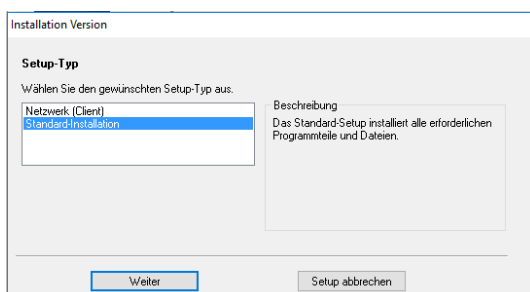 Installation Version
Setup-Typ
Wählen Sie den gewünschten Setup-Typ aus.
Netzwerk (Client)
Standard-Installation
Beschreibung
Das Standard-Setup installiert alle erforderlichen
Programmteile und Dateien.
Weiter
Setup abbrechen